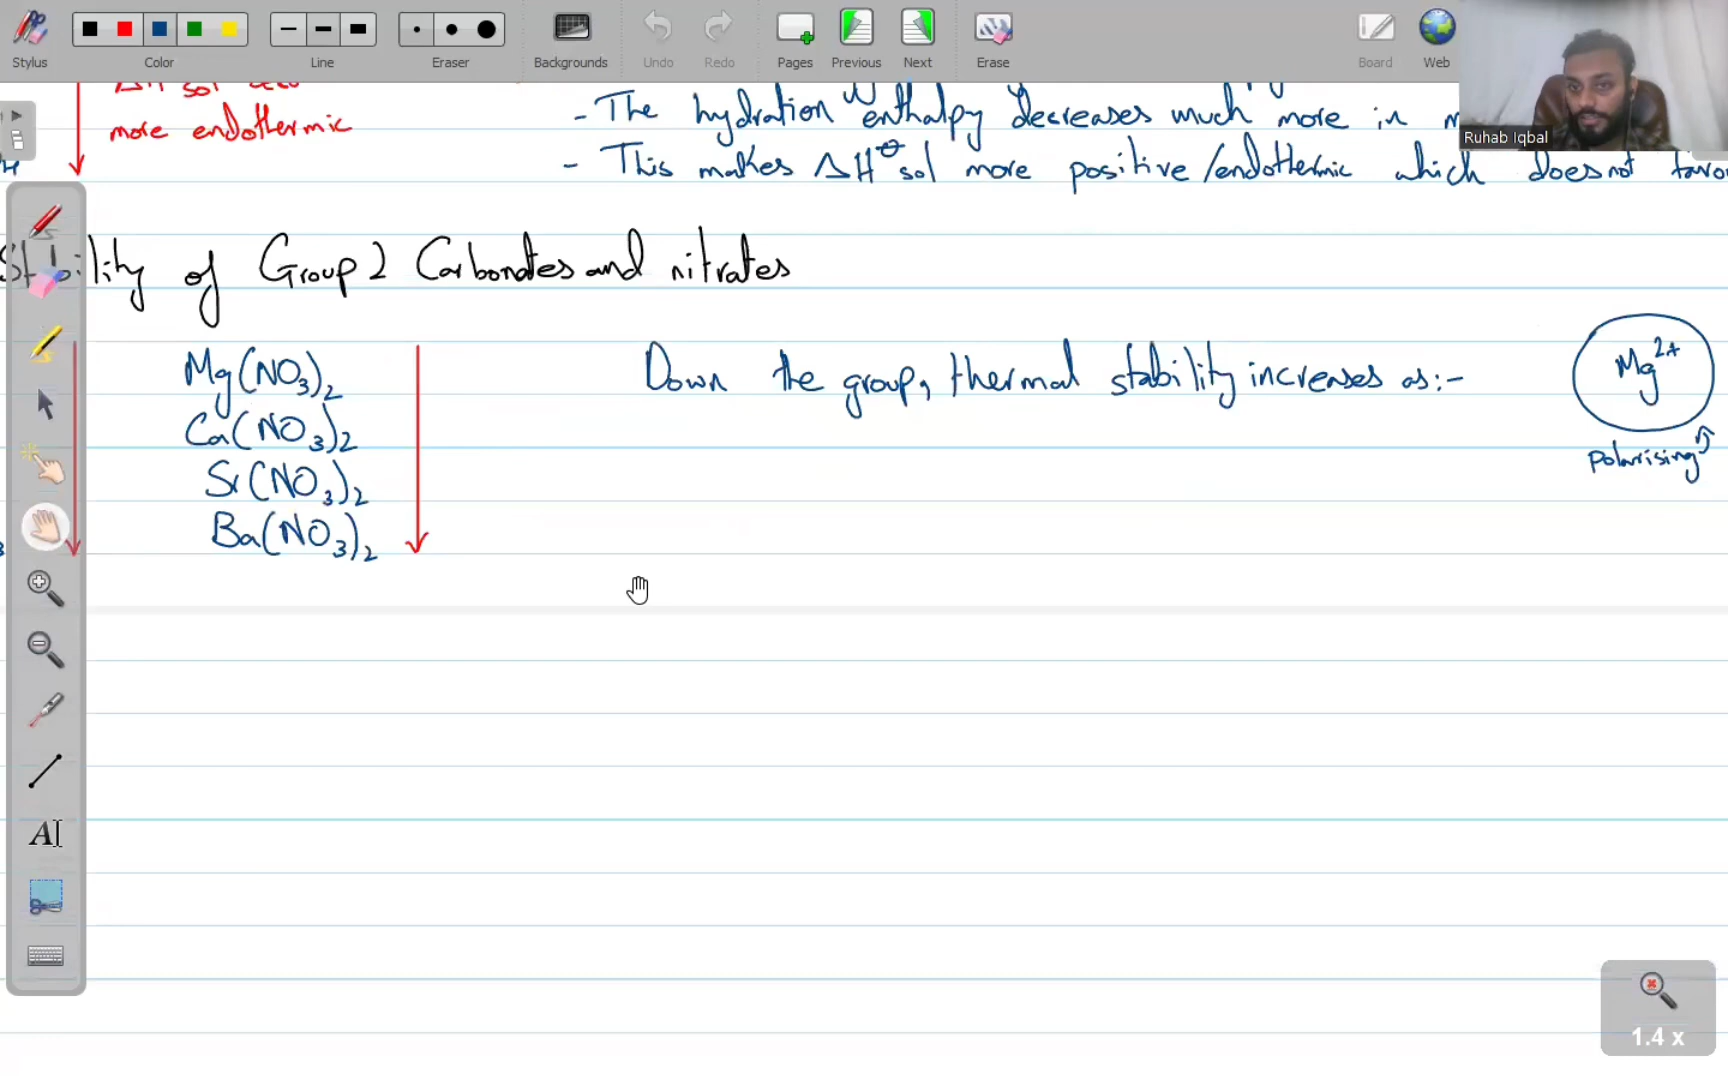 Stylus
Color
Line
Eraser
Backgrounds
Undo
Redo
Pages
Previous
Next
Erase
Board
Web
Ruhab Iqbal
ΔH sol
more endothermic
- The hydration enthalpy decreases much more in
- This makes ΔH⦵sol more positive/endothermic which does not favo
Stability of Group 2 Carbonates and nitrates
Mg(NO₃)₂
Ca(NO₃)₂
Sr(NO₃)₂
Ba(NO₃)₂
Down the group, thermal stability increases as:-
Mg²⁺
polarising
1.4 x